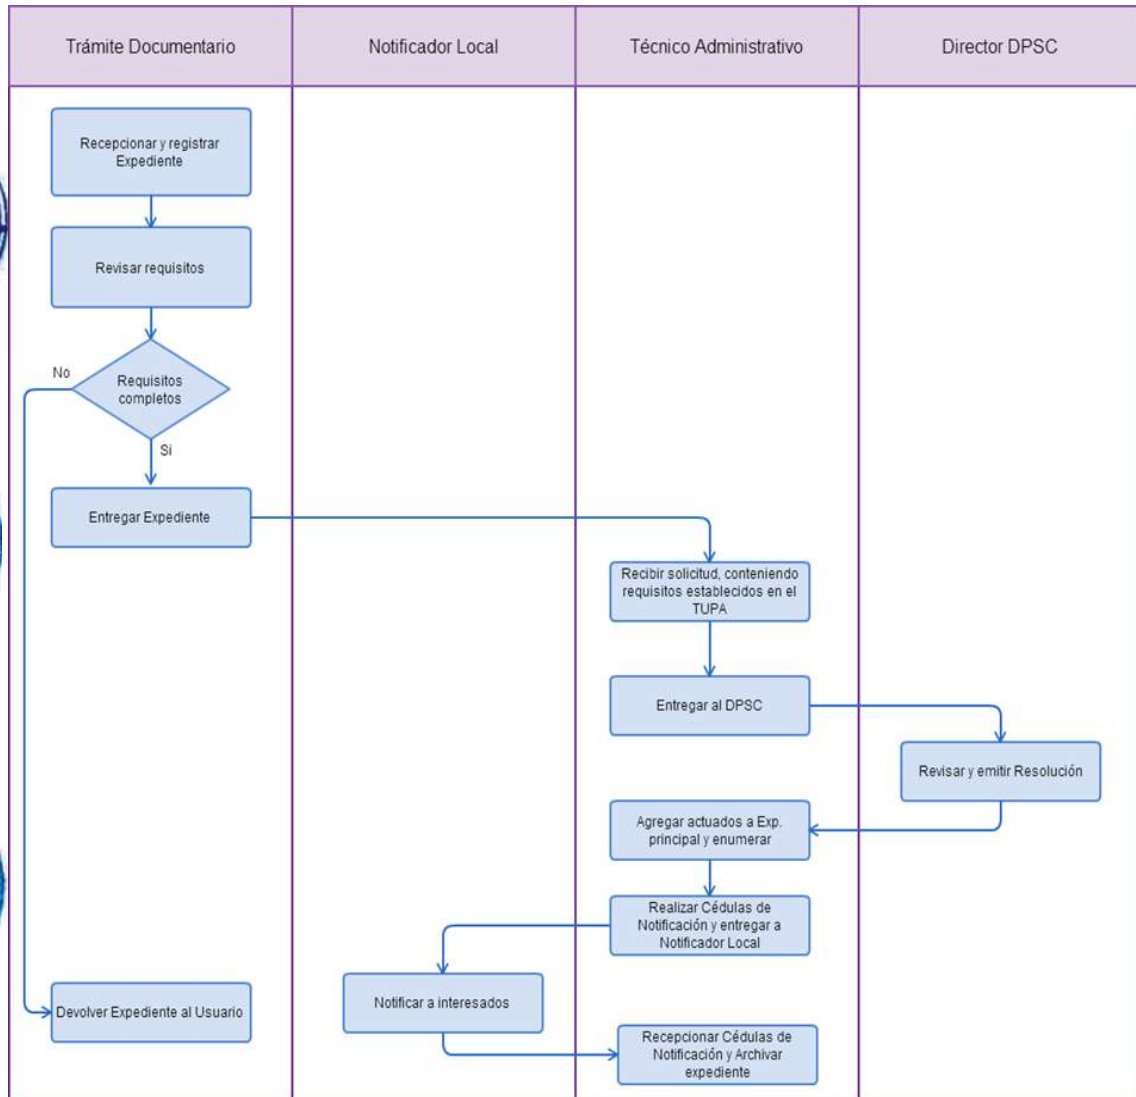 Trámite Documentario
Notificador Local
Técnico Administrativo
Director DPSC
Recepcionar y registrar
Expediente
Revisar requisitos
Requisitos
completos
No
Si
Entregar Expediente
Recibir solicitud, conteniendo
requisitos establecidos en el
TUPA
Entregar al DPSC
Revisar y emitir Resolución
Agregar actuados a Exp.
principal y enumerar
Realizar Cédulas de
Notificación y entregar a
Notificador Local
Notificar a interesados
Devolver Expediente al Usuario
Recepcionar Cédulas de
Notificación y Archivar
expediente